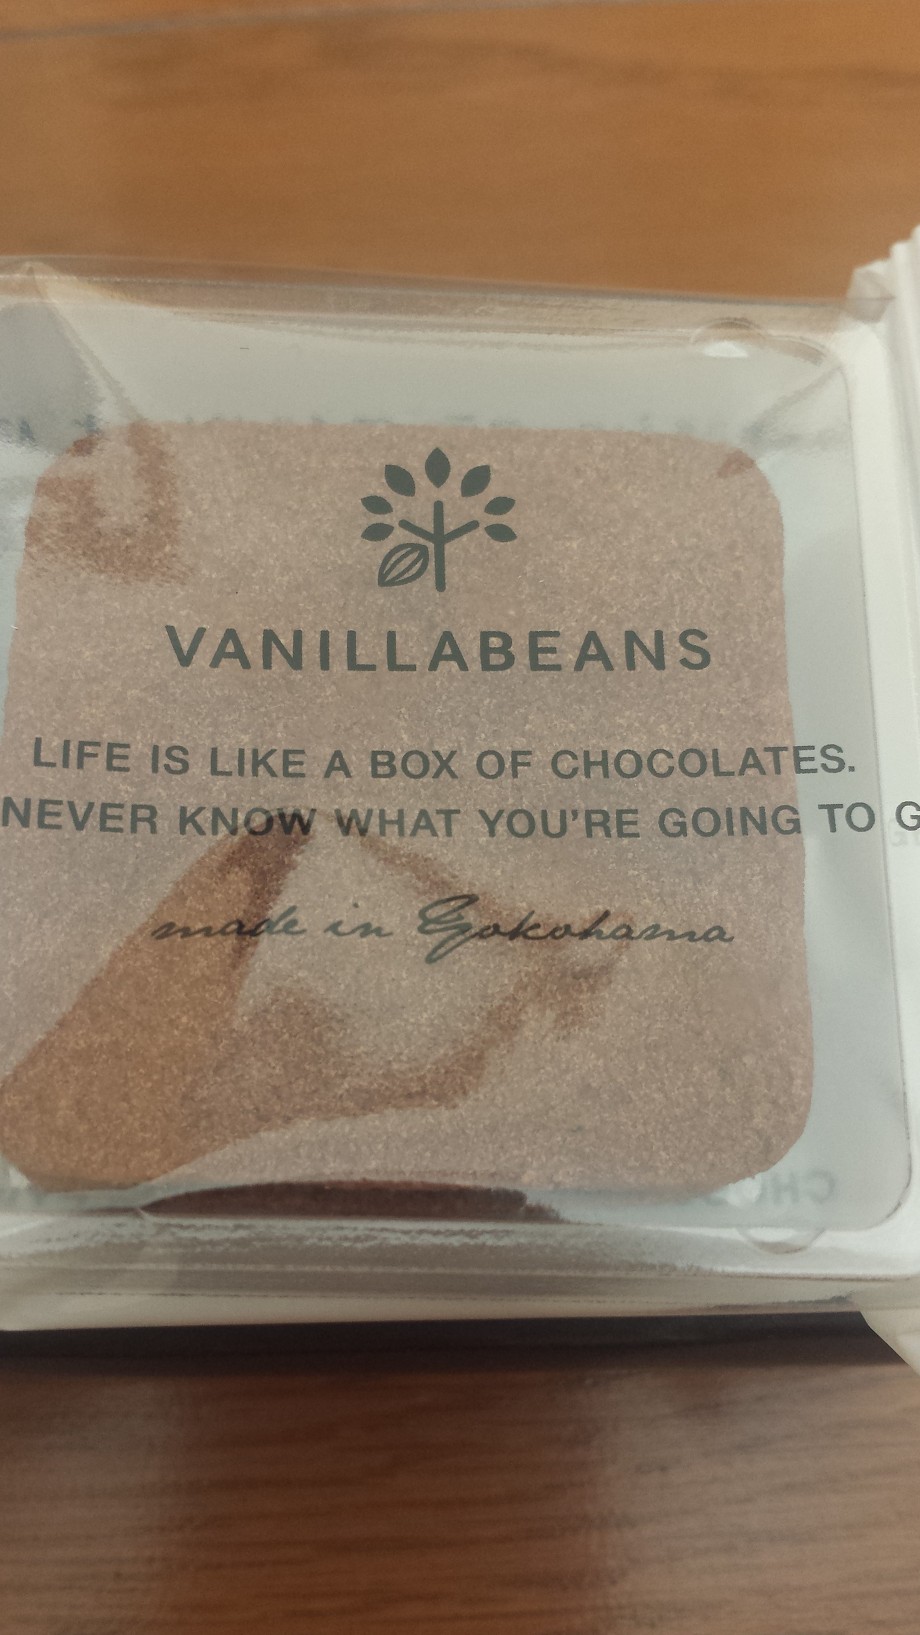 VANILLABEANS
LIFE IS LIKE A BOX OF CHOCOLATES.
NEVER KNOW WHAT YOU'RE GOING TO G
made in Yokohama